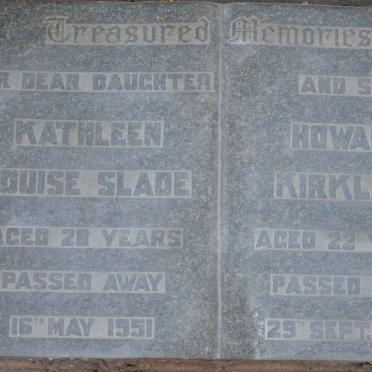 Treasured Memories
R DEAR DAUGHTER
KATHLEEN
OUISE SLADE
AGED 28 YEARS
PASSED AWAY
16TH MAY 1951
AND S
HOWA
KIRKL
AGED 22
PASSED
29TH SEPT.